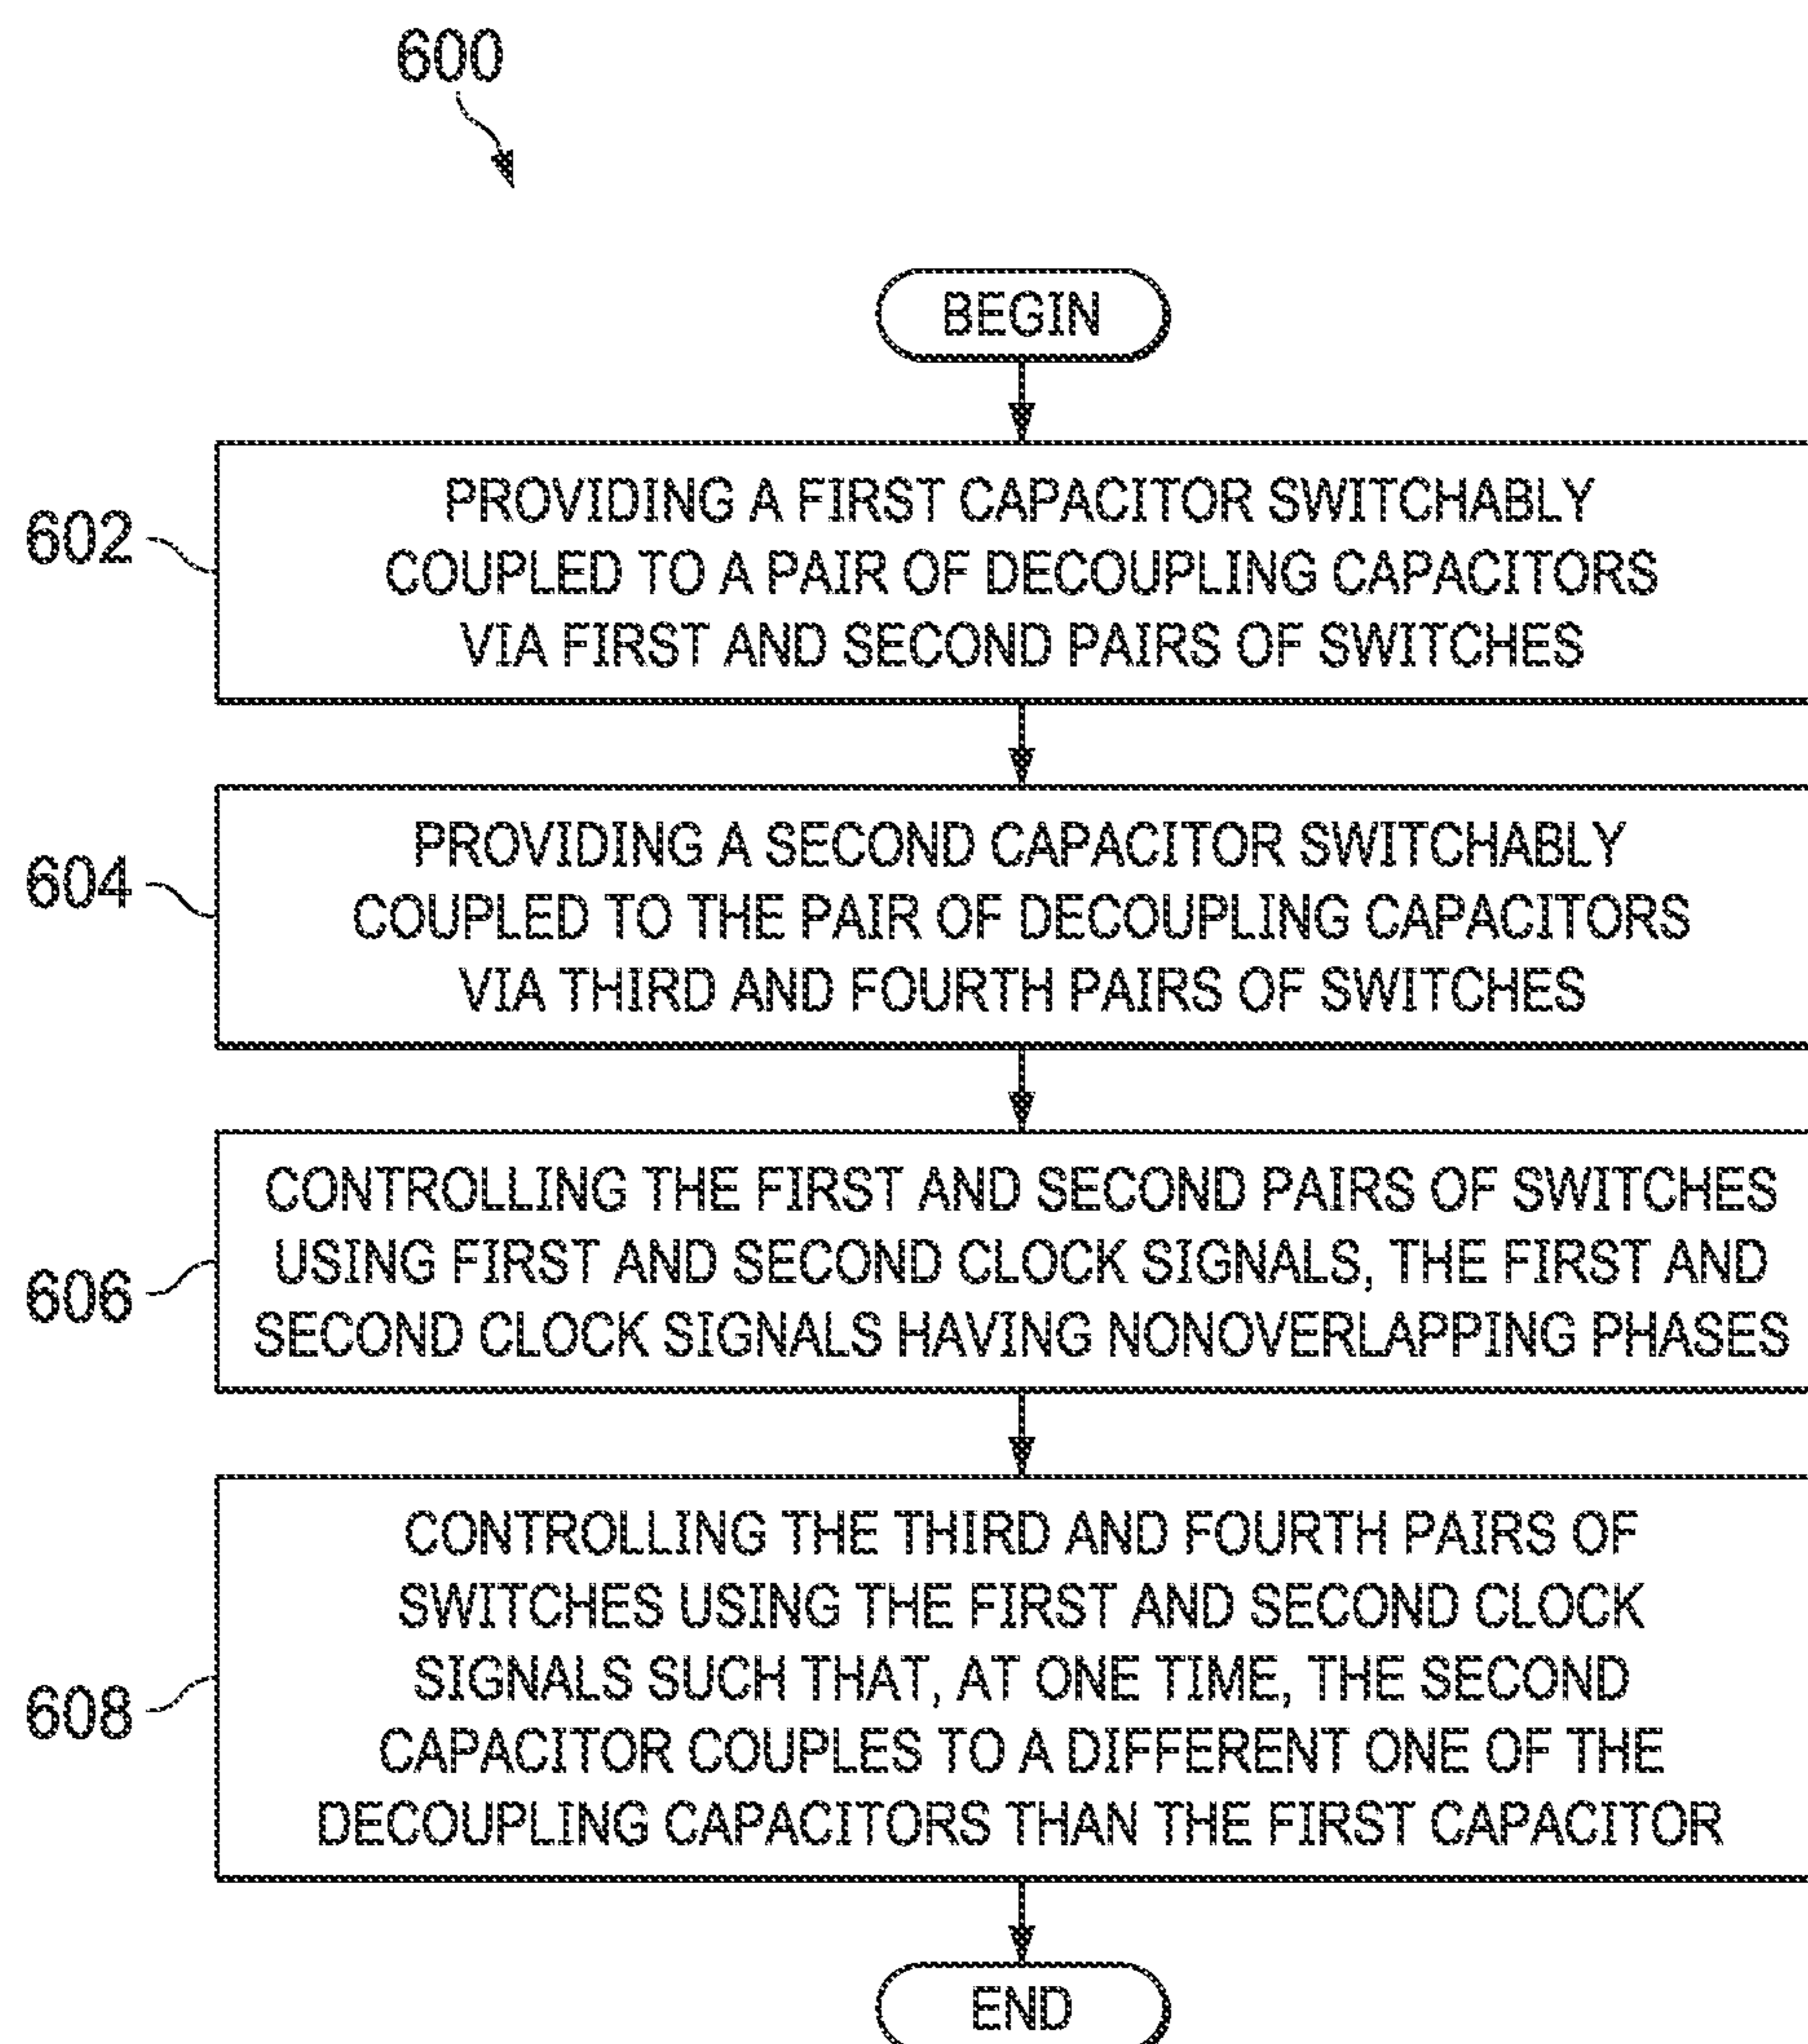 600
BEGIN
602
PROVIDING A FIRST CAPACITOR SWITCHABLY
COUPLED TO A PAIR OF DECOUPLING CAPACITORS
VIA FIRST AND SECOND PAIRS OF SWITCHES
604
PROVIDING A SECOND CAPACITOR SWITCHABLY
COUPLED TO THE PAIR OF DECOUPLING CAPACITORS
VIA THIRD AND FOURTH PAIRS OF SWITCHES
606
CONTROLLING THE FIRST AND SECOND PAIRS OF SWITCHES
USING FIRST AND SECOND CLOCK SIGNALS, THE FIRST AND
SECOND CLOCK SIGNALS HAVING NONOVERLAPPING PHASES
608
CONTROLLING THE THIRD AND FOURTH PAIRS OF
SWITCHES USING THE FIRST AND SECOND CLOCK
SIGNALS SUCH THAT, AT ONE TIME, THE SECOND
CAPACITOR COUPLES TO A DIFFERENT ONE OF THE
DECOUPLING CAPACITORS THAN THE FIRST CAPACITOR
END